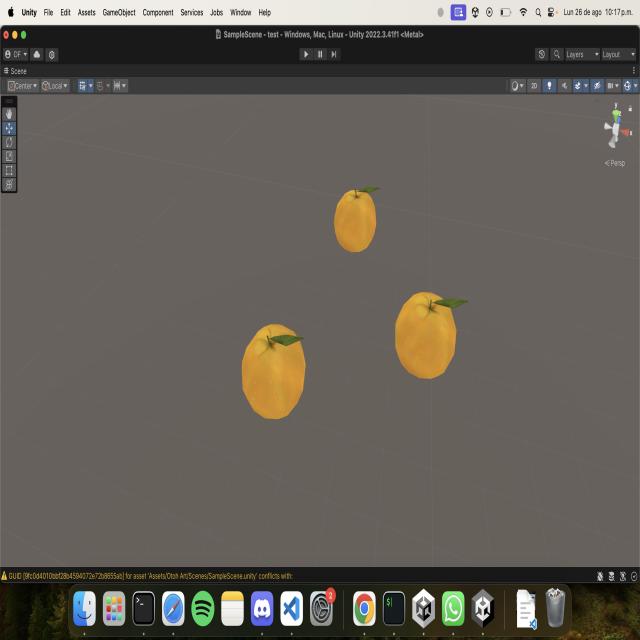 Unity File Edit Assets GameObject Component Services Jobs Window Help Lun 26 de ago 10:17 p.m.
SampleScene - test - Windows, Mac, Linux - Unity 2022.3.41f1 <Metal>
DF Layers Layout
Scene
Center Local 2D
y
< Persp
GUID [9fc0d4010bbf28b4594072e72b8655ab] for asset 'Assets/Otoh Art/Scenes/SampleScene.unity' conflicts with:
2